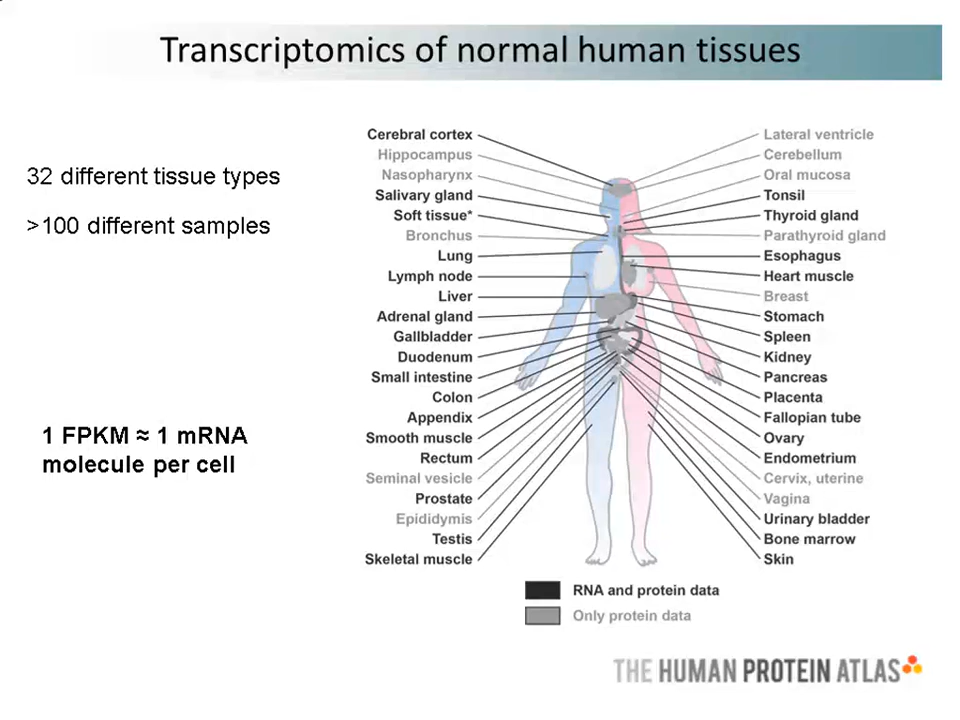 Transcriptomics of normal human tissues
32 different tissue types
>100 different samples
1 FPKM ≈ 1 mRNA
molecule per cell
Cerebral cortex
Hippocampus
Nasopharynx
Salivary gland
Soft tissue*
Bronchus
Lung
Lymph node
Liver
Adrenal gland
Gallbladder
Duodenum
Small intestine
Colon
Appendix
Smooth muscle
Rectum
Seminal vesicle
Prostate
Epididymis
Testis
Skeletal muscle
Lateral ventricle
Cerebellum
Oral mucosa
Tonsil
Thyroid gland
Parathyroid gland
Esophagus
Heart muscle
Breast
Stomach
Spleen
Kidney
Pancreas
Placenta
Fallopian tube
Ovary
Endometrium
Cervix, uterine
Vagina
Urinary bladder
Bone marrow
Skin
RNA and protein data
Only protein data
THE HUMAN PROTEIN ATLAS